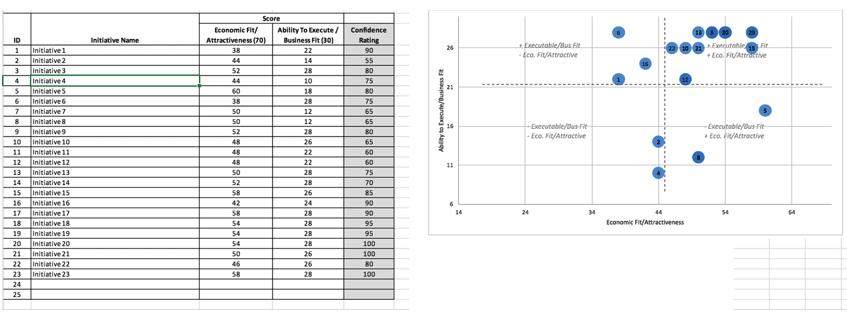 Score
ID Initiative Name Economic Fit/ Attractiveness (70) Ability To Execute / Business Fit (30) Confidence Rating
1 Initiative 1 38 22 90
2 Initiative 2 44 14 55
3 Initiative 3 52 28 80
4 Initiative 4 44 10 75
5 Initiative 5 60 18 80
6 Initiative 6 38 28 75
7 Initiative 7 50 12 65
8 Initiative 8 50 12 65
9 Initiative 9 52 28 80
10 Initiative 10 48 26 65
11 Initiative 11 48 22 60
12 Initiative 12 48 22 60
13 Initiative 13 50 28 75
14 Initiative 14 52 28 70
15 Initiative 15 58 26 85
16 Initiative 16 42 24 90
17 Initiative 17 58 28 90
18 Initiative 18 54 28 95
19 Initiative 19 54 28 95
20 Initiative 20 54 28 100
21 Initiative 21 50 26 100
22 Initiative 22 46 26 80
23 Initiative 23 58 28 100
24
25
Ability to Execute/Business Fit
26
21
16
11
6
14 24 34 44 54 64
Economic Fit/Attractiveness
+ Executable/Bus Fit
- Eco. Fit/Attractive
+ Executable/Bus Fit
+ Eco. Fit/Attractive
- Executable/Bus Fit
- Eco. Fit/Attractive
- Executable/Bus Fit
+ Eco. Fit/Attractive
6 13 3 20 23
22 10 21 15
16
1 12
5
2
8
4